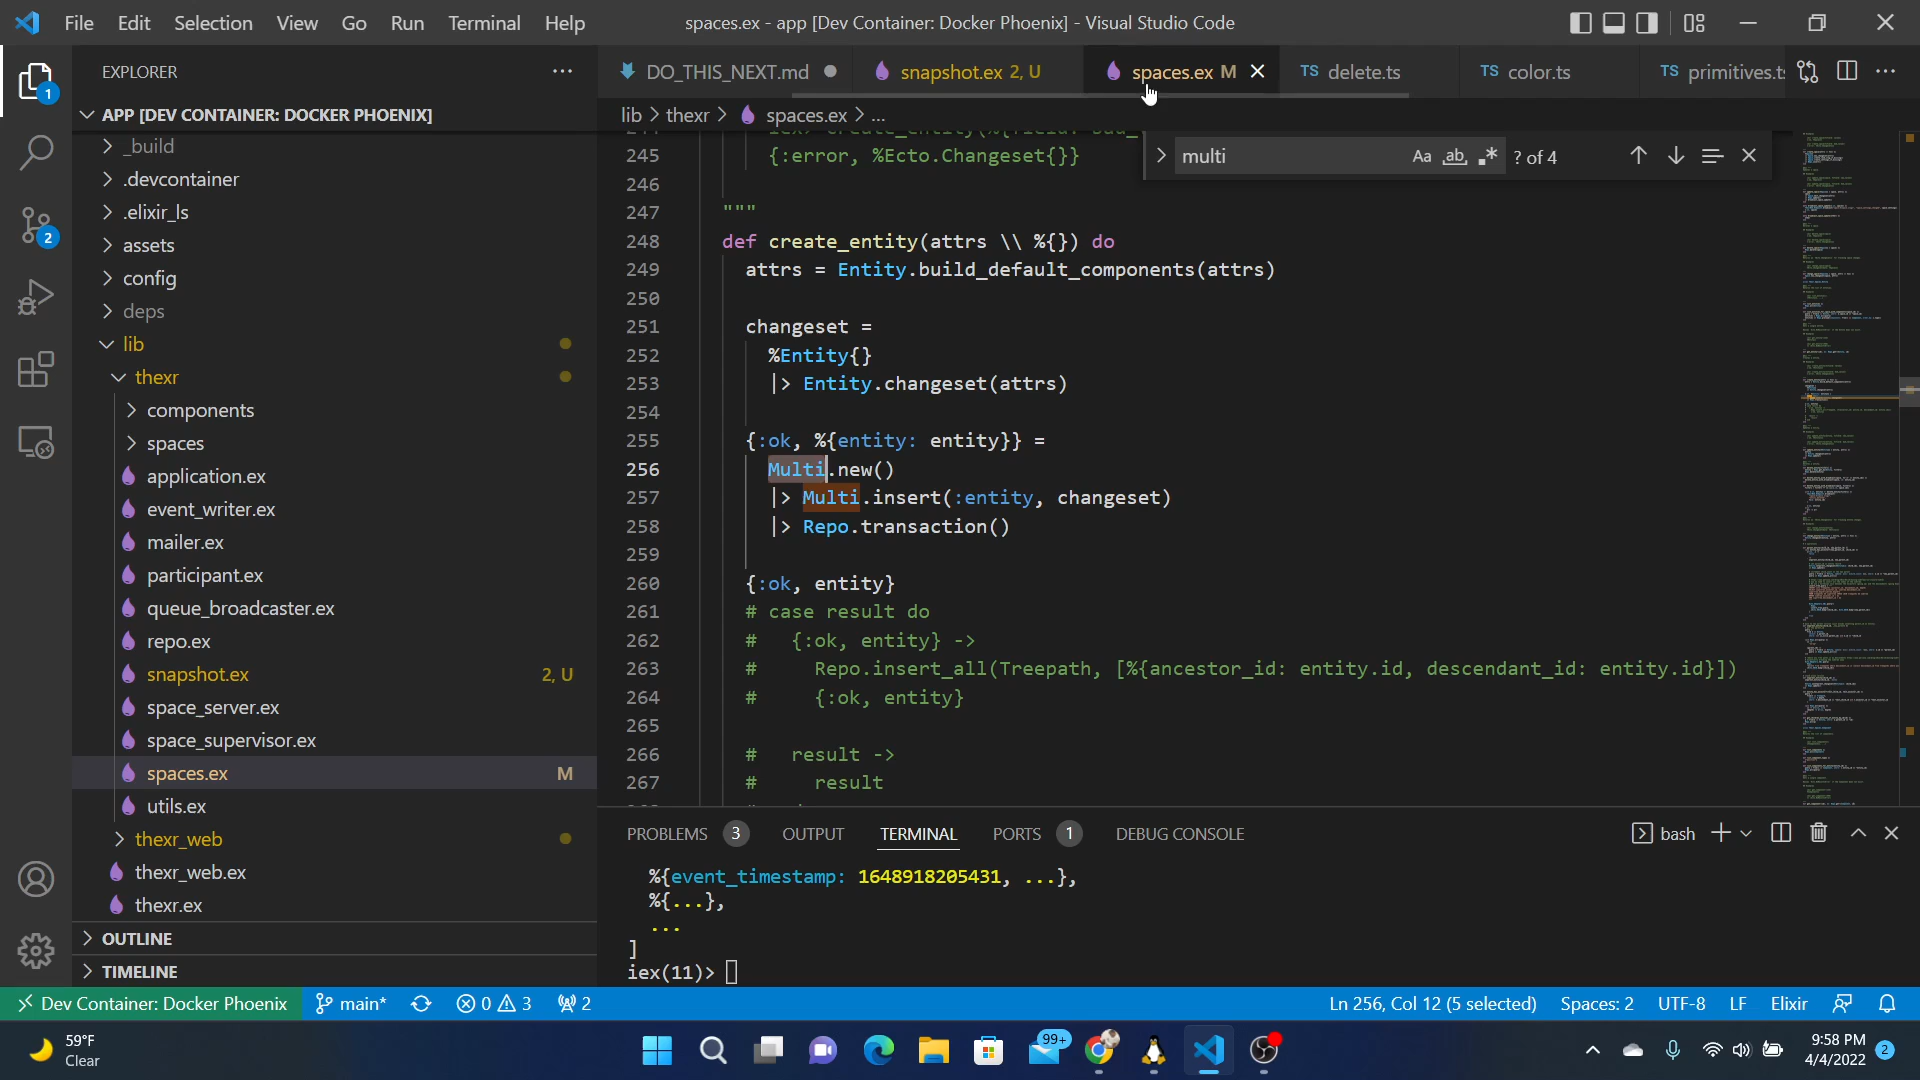 File Edit Selection View Go Run Terminal Help
spaces.ex - app [Dev Container: Docker Phoenix] - Visual Studio Code
EXPLORER
DO_THIS_NEXT.md
snapshot.ex 2, U
spaces.ex M
TS delete.ts
TS color.ts
TS primitives.ts
1
APP [DEV CONTAINER: DOCKER PHOENIX]
lib > thexr > spaces.ex > ...
_build
.devcontainer
.elixir_ls
assets
config
deps
lib
thexr
components
spaces
application.ex
event_writer.ex
mailer.ex
participant.ex
queue_broadcaster.ex
repo.ex
snapshot.ex 2, U
space_server.ex
space_supervisor.ex
spaces.ex M
utils.ex
thexr_web
thexr_web.ex
thexr.ex
OUTLINE
TIMELINE
2
multi
Aa ab .* ? of 4
245 {:error, %Ecto.Changeset{}}
246
247 """
248 def create_entity(attrs \\ %{}) do
249 attrs = Entity.build_default_components(attrs)
250
251 changeset =
252 %Entity{}
253 |> Entity.changeset(attrs)
254
255 {:ok, %{entity: entity}} =
256 Multi.new()
257 |> Multi.insert(:entity, changeset)
258 |> Repo.transaction()
259
260 {:ok, entity}
261 # case result do
262 # {:ok, entity} ->
263 # Repo.insert_all(Treepath, [%{ancestor_id: entity.id, descendant_id: entity.id}])
264 # {:ok, entity}
265
266 # result ->
267 # result
PROBLEMS 3 OUTPUT TERMINAL PORTS 1 DEBUG CONSOLE
bash
%{event_timestamp: 1648918205431, ...},
%{...},
...
]
iex(11)>
Dev Container: Docker Phoenix main* 0 3 2
Ln 256, Col 12 (5 selected) Spaces: 2 UTF-8 LF Elixir
59°F
Clear
99+
9:58 PM
4/4/2022
2